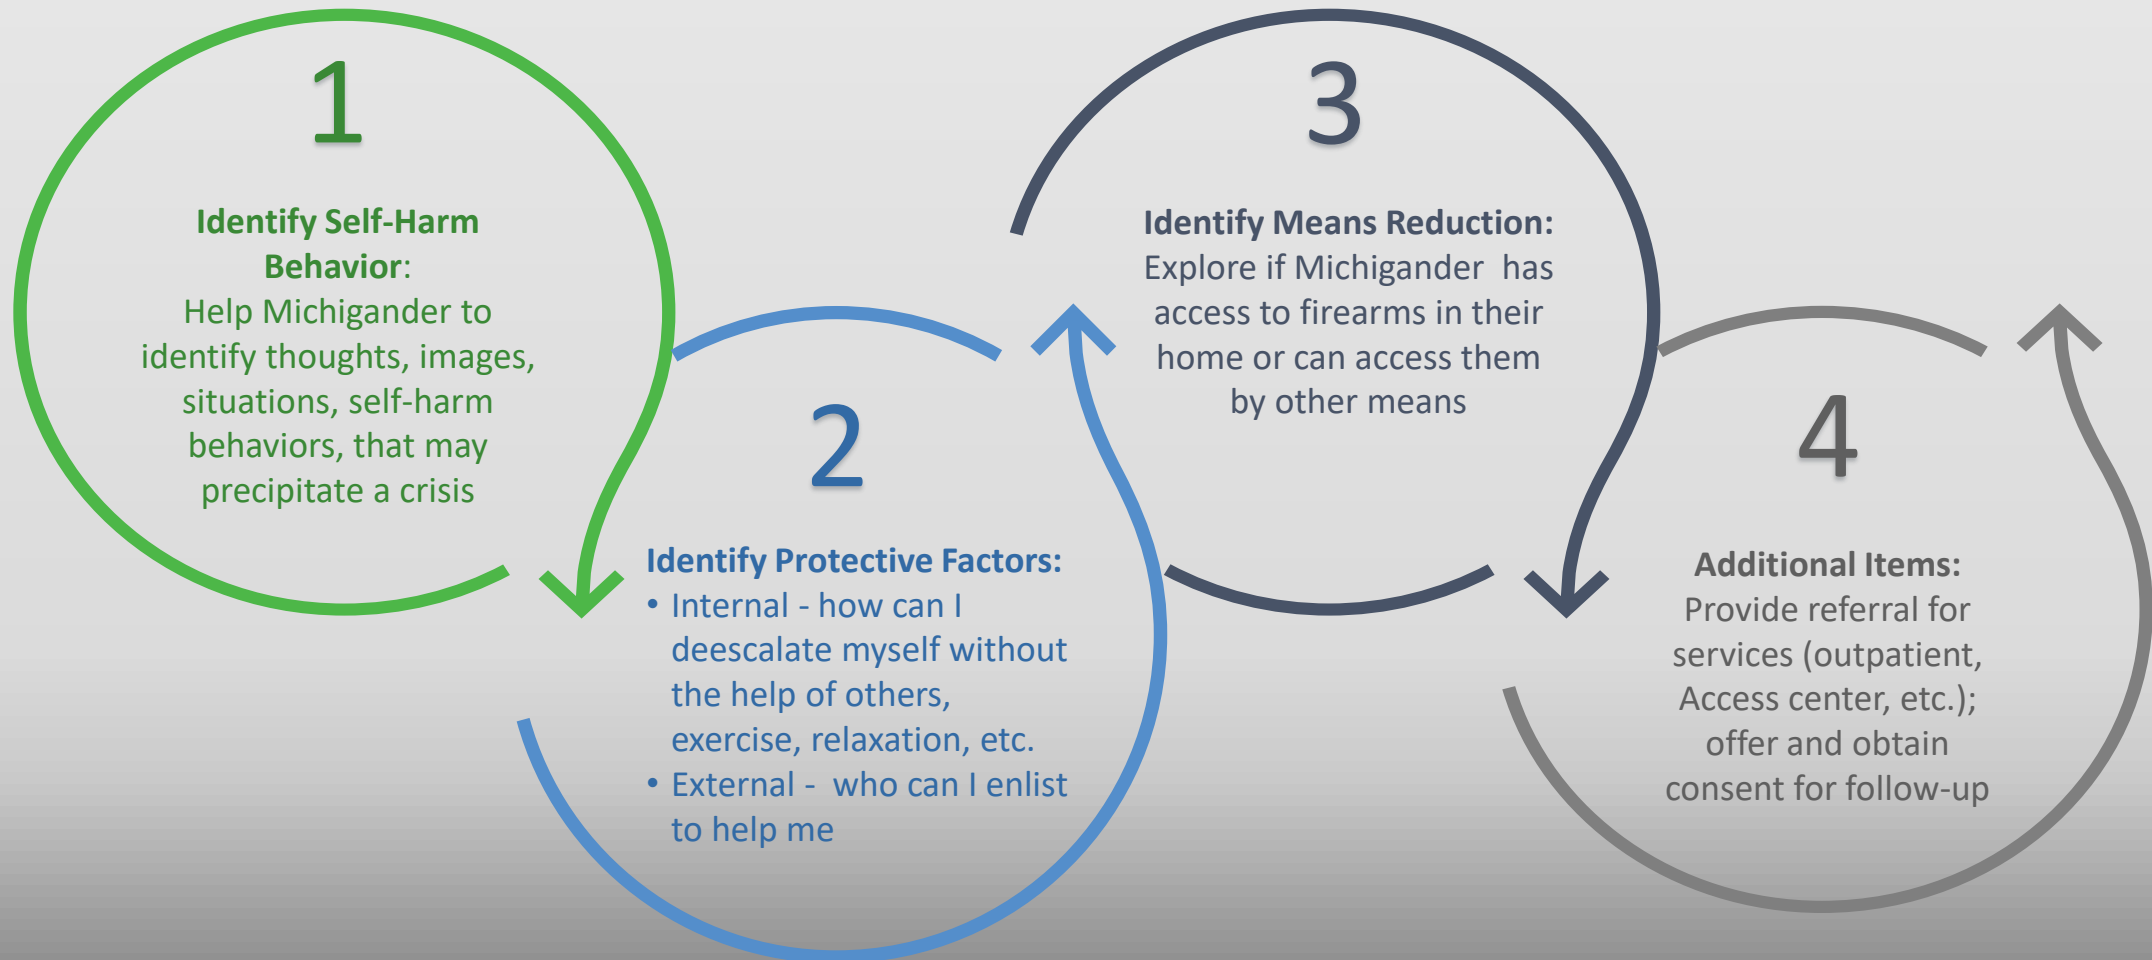 1
Identify Self-Harm
Behavior:
Help Michigander to
identify thoughts, images,
situations, self-harm
behaviors, that may
precipitate a crisis
2
Identify Protective Factors:
• Internal - how can I
deescalate myself without
the help of others,
exercise, relaxation, etc.
• External -  who can I enlist
to help me
3
Identify Means Reduction:
Explore if Michigander  has
access to firearms in their
home or can access them
by other means
4
Additional Items:
Provide referral for
services (outpatient,
Access center, etc.);
offer and obtain
consent for follow-up